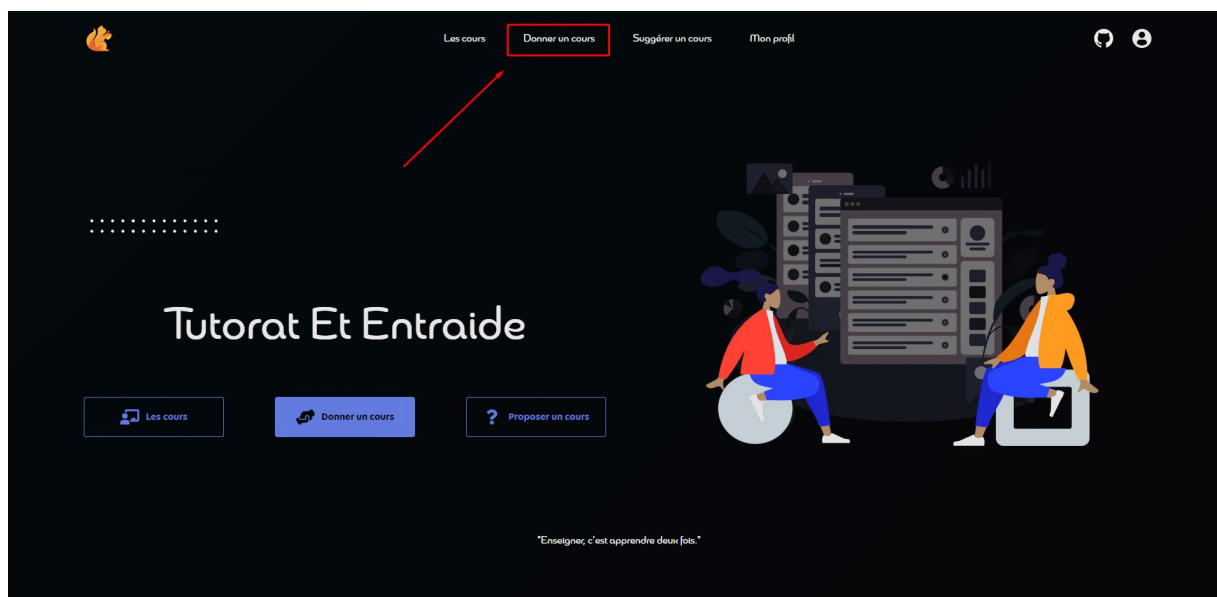 Les cours
Donner un cours
Suggérer un cours
Mon profil
Tutorat Et Entraide
Les cours
Donner un cours
? Proposer un cours
"Enseigner, c'est apprendre deux fois."